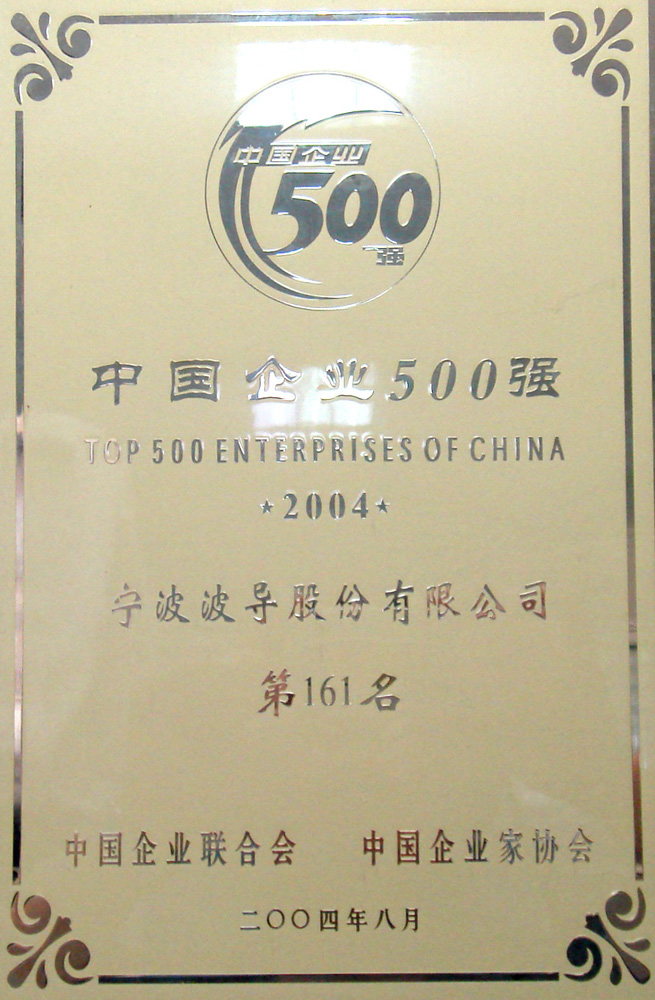 中国企业
500
强
中国企业500强
TOP 500 ENTERPRISES OF CHINA
★2004★
宁波波导股份有限公司
第161名
中国企业联合会 中国企业家协会
二〇〇四年八月